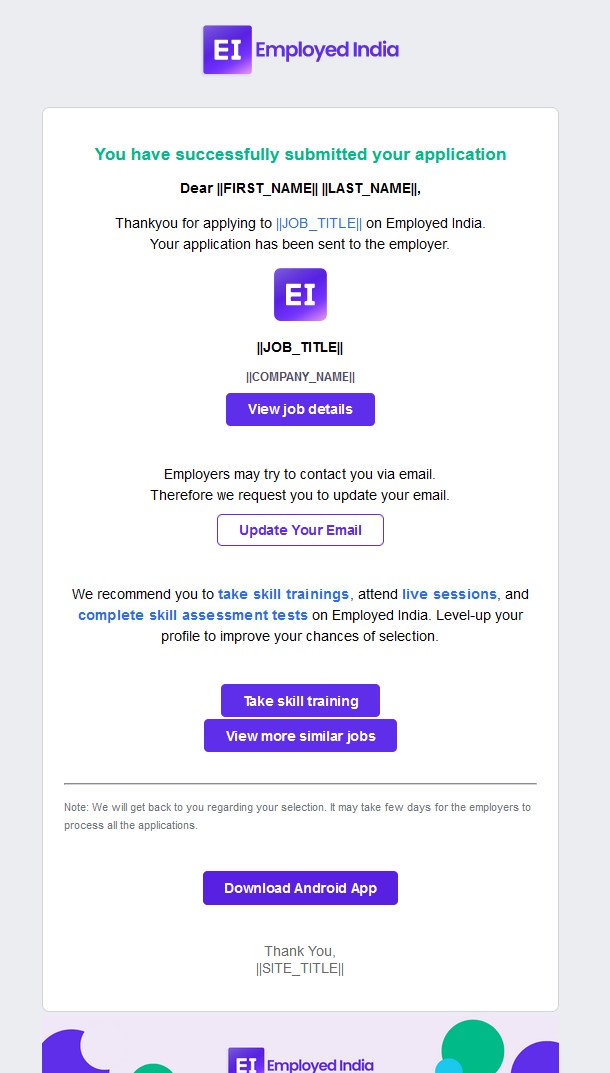 EI Employed India
You have successfully submitted your application
Dear ||FIRST_NAME|| ||LAST_NAME||,
Thankyou for applying to ||JOB_TITLE|| on Employed India.
Your application has been sent to the employer.
EI
||JOB_TITLE||
||COMPANY_NAME||
View job details
Employers may try to contact you via email.
Therefore we request you to update your email.
Update Your Email
We recommend you to take skill trainings, attend live sessions, and
complete skill assessment tests on Employed India. Level-up your
profile to improve your chances of selection.
Take skill training
View more similar jobs
Note: We will get back to you regarding your selection. It may take few days for the employers to
process all the applications.
Download Android App
Thank You,
||SITE_TITLE||
EI Employed India